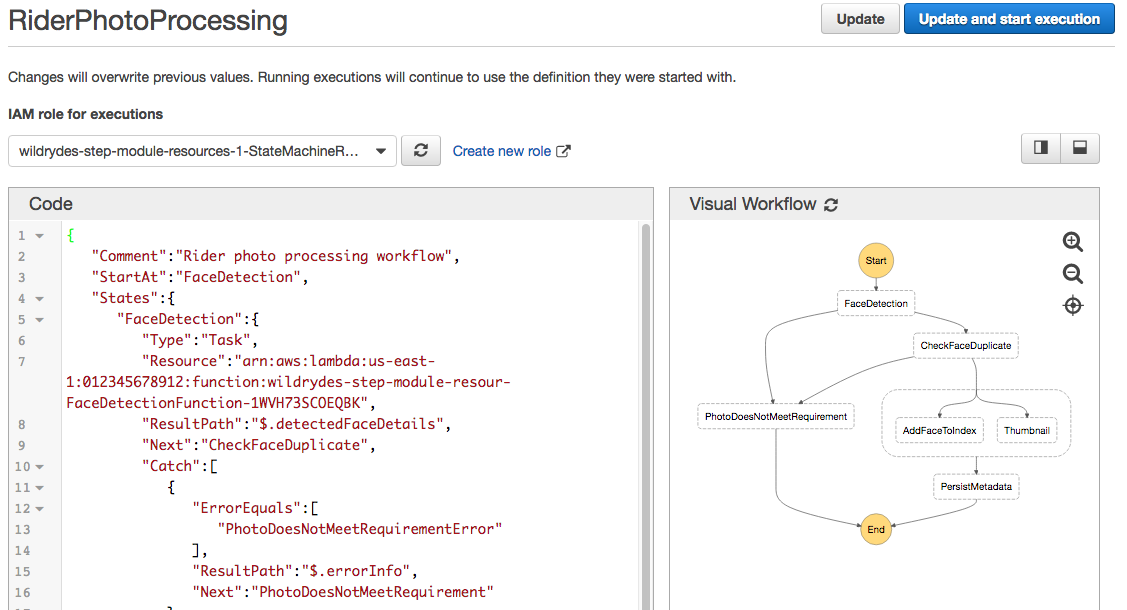 RiderPhotoProcessing
Update
Update and start execution
Changes will overwrite previous values. Running executions will continue to use the definition they were started with.
IAM role for executions
wildrydes-step-module-resources-1-StateMachineR...
Create new role
Code
1 {
2 "Comment":"Rider photo processing workflow",
3 "StartAt":"FaceDetection",
4 "States":{
5 "FaceDetection":{
6 "Type":"Task",
7 "Resource":"arn:aws:lambda:us-east-
1:012345678912:function:wildrydes-step-module-resour-
FaceDetectionFunction-1WVH73SCOEQBK",
8 "ResultPath":"$.detectedFaceDetails",
9 "Next":"CheckFaceDuplicate",
10 "Catch":[
11 {
12 "ErrorEquals":[
13 "PhotoDoesNotMeetRequirementError"
14 ],
15 "ResultPath":"$.errorInfo",
16 "Next":"PhotoDoesNotMeetRequirement"
Visual Workflow
Start
FaceDetection
CheckFaceDuplicate
PhotoDoesNotMeetRequirement
AddFaceToIndex
Thumbnail
PersistMetadata
End